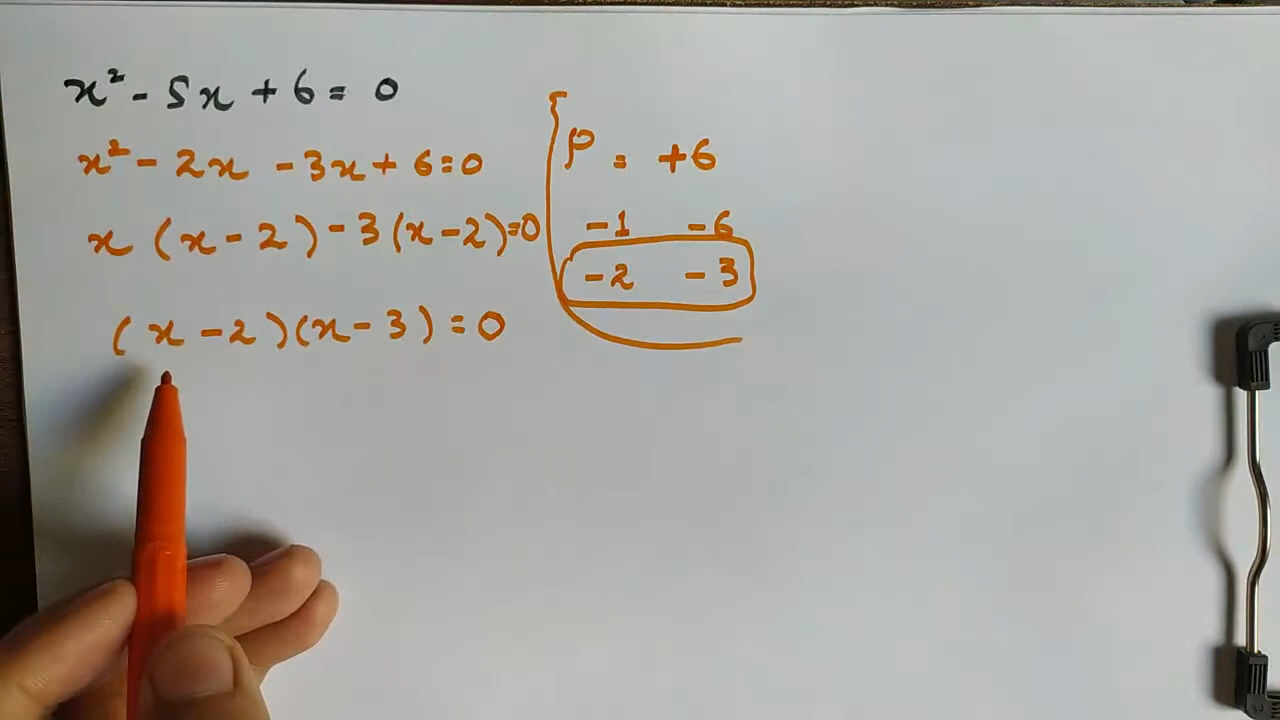 x² - 5x + 6 = 0
x² - 2x - 3x + 6 = 0
x (x - 2) - 3 (x - 2) = 0
(x - 2)(x - 3) = 0
P = +6
-1 -6
-2 -3